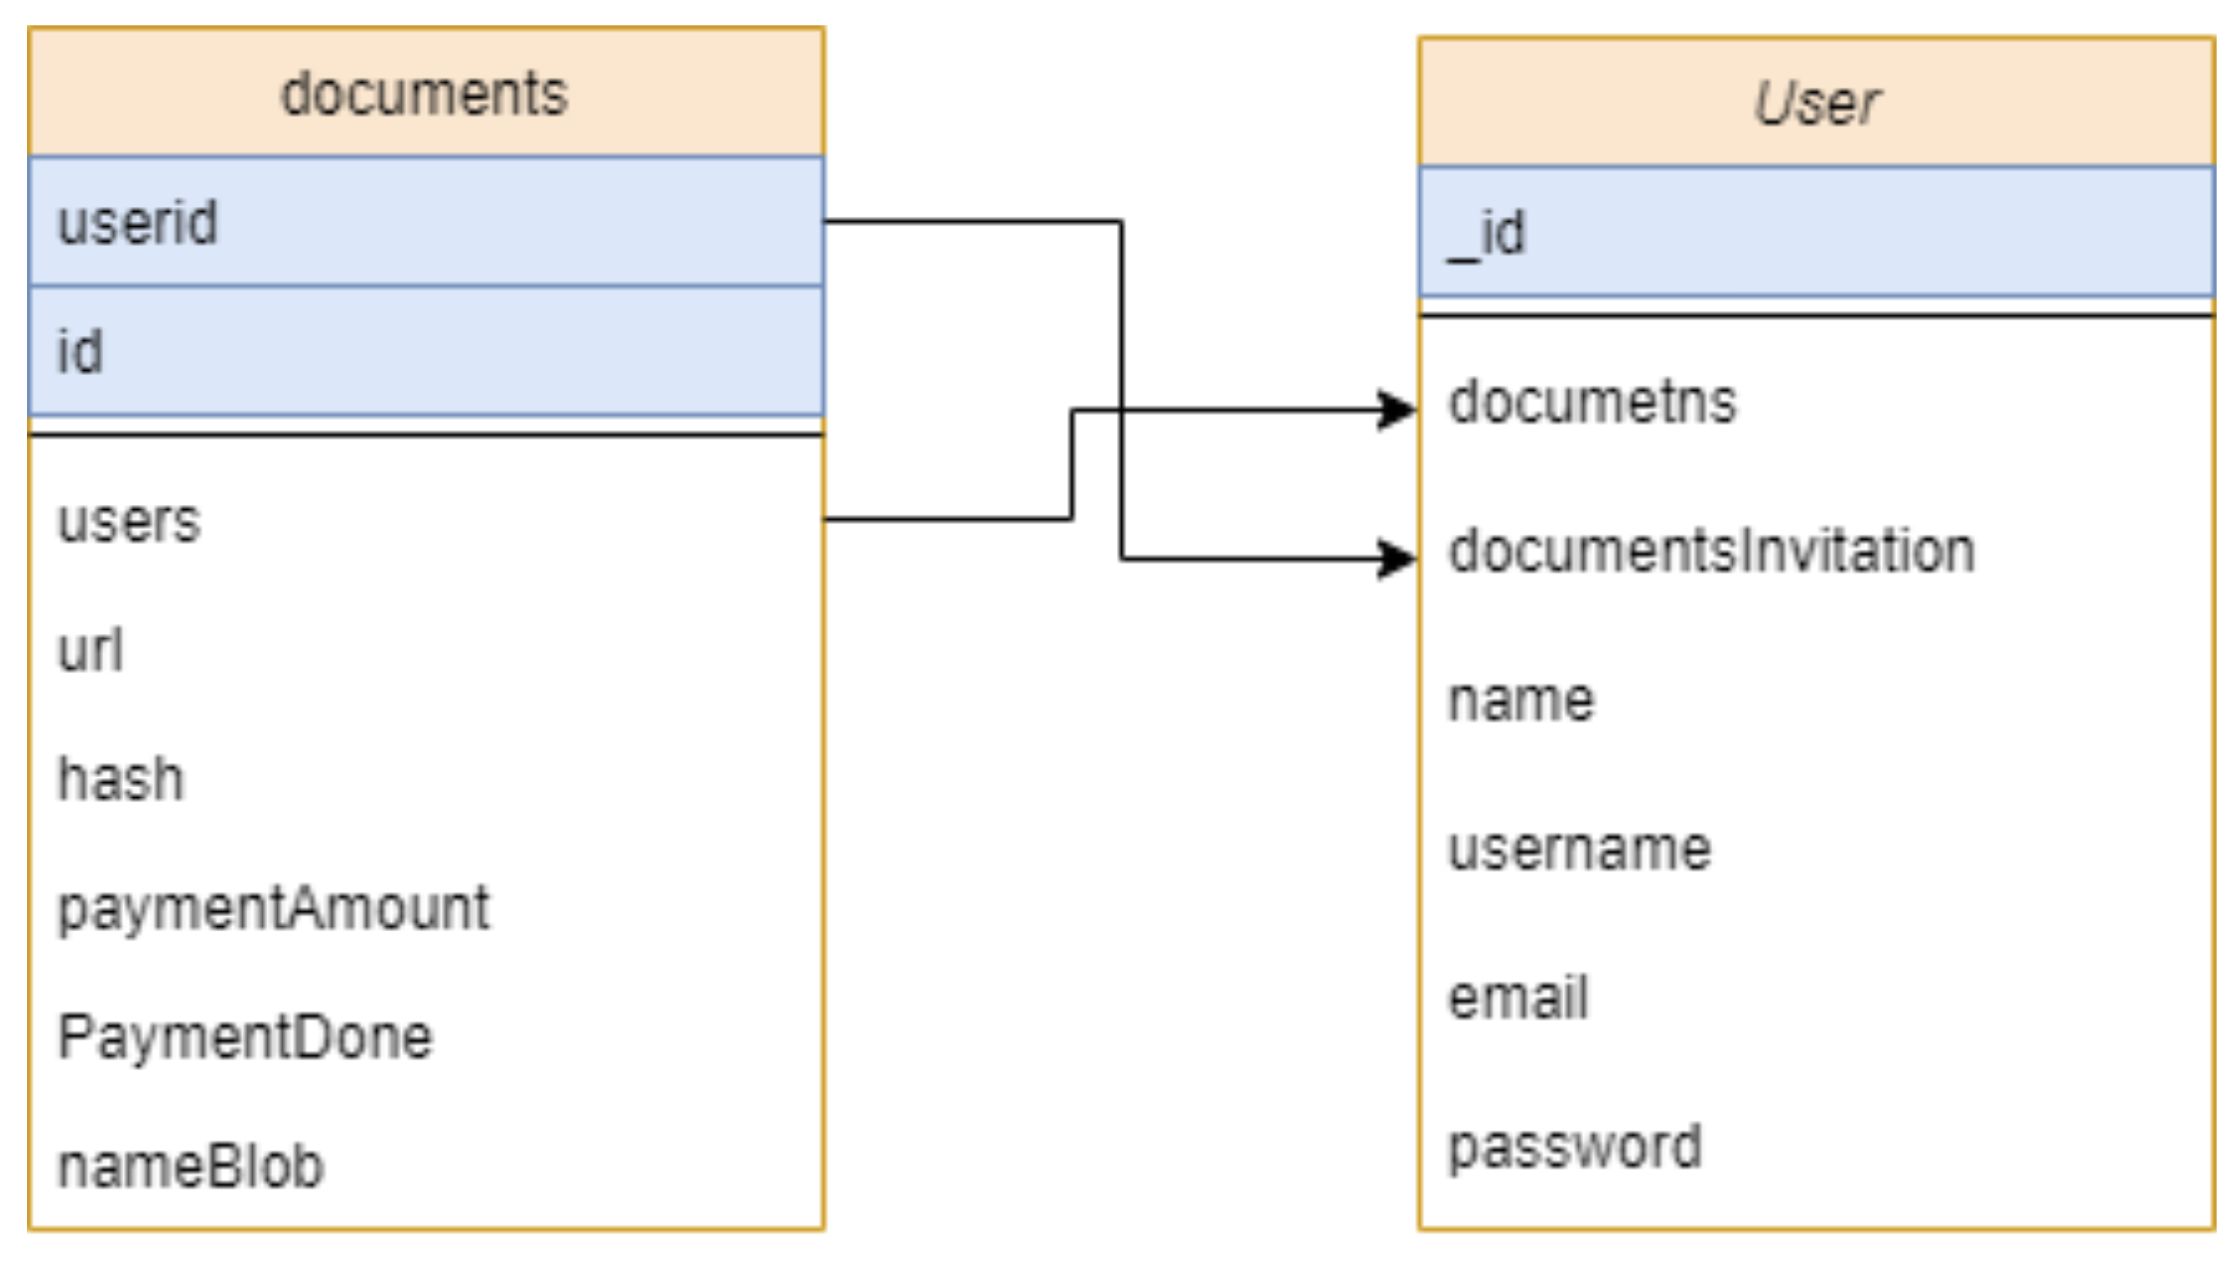 documents
userid
id
users
url
hash
paymentAmount
PaymentDone
nameBlob
User
_id
documetns
documentsInvitation
name
username
email
password